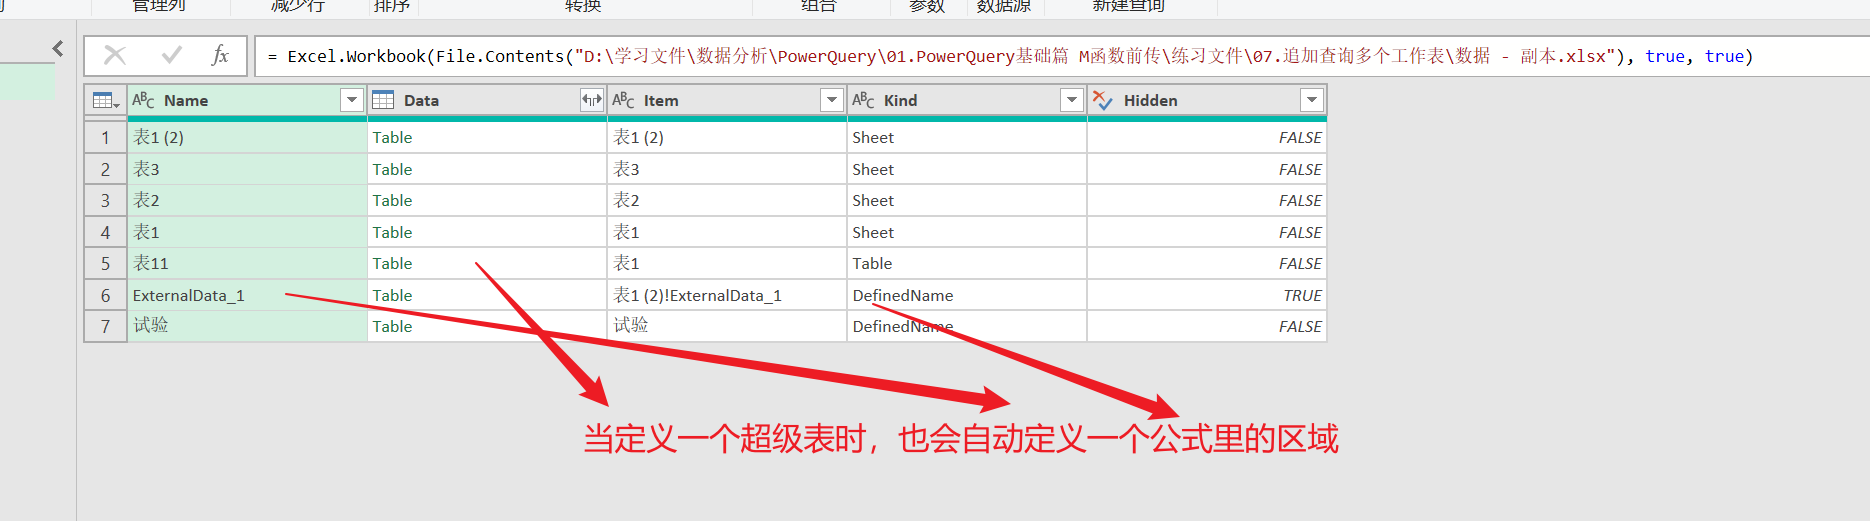 管理列 减少行 排序 转换 组合 参数 数据源 新建查询
fx = Excel.Workbook(File.Contents("D:\学习文件\数据分析\PowerQuery\01.PowerQuery基础篇 M函数前传\练习文件\07.追加查询多个工作表\数据 - 副本.xlsx"), true, true)
ABC Name Data ABC Item ABC Kind Hidden
1 表1 (2) Table 表1 (2) Sheet FALSE
2 表3 Table 表3 Sheet FALSE
3 表2 Table 表2 Sheet FALSE
4 表1 Table 表1 Sheet FALSE
5 表11 Table 表1 Table FALSE
6 ExternalData_1 Table 表1 (2)!ExternalData_1 DefinedName TRUE
7 试验 Table 试验 DefinedName FALSE
当定义一个超级表时，也会自动定义一个公式里的区域